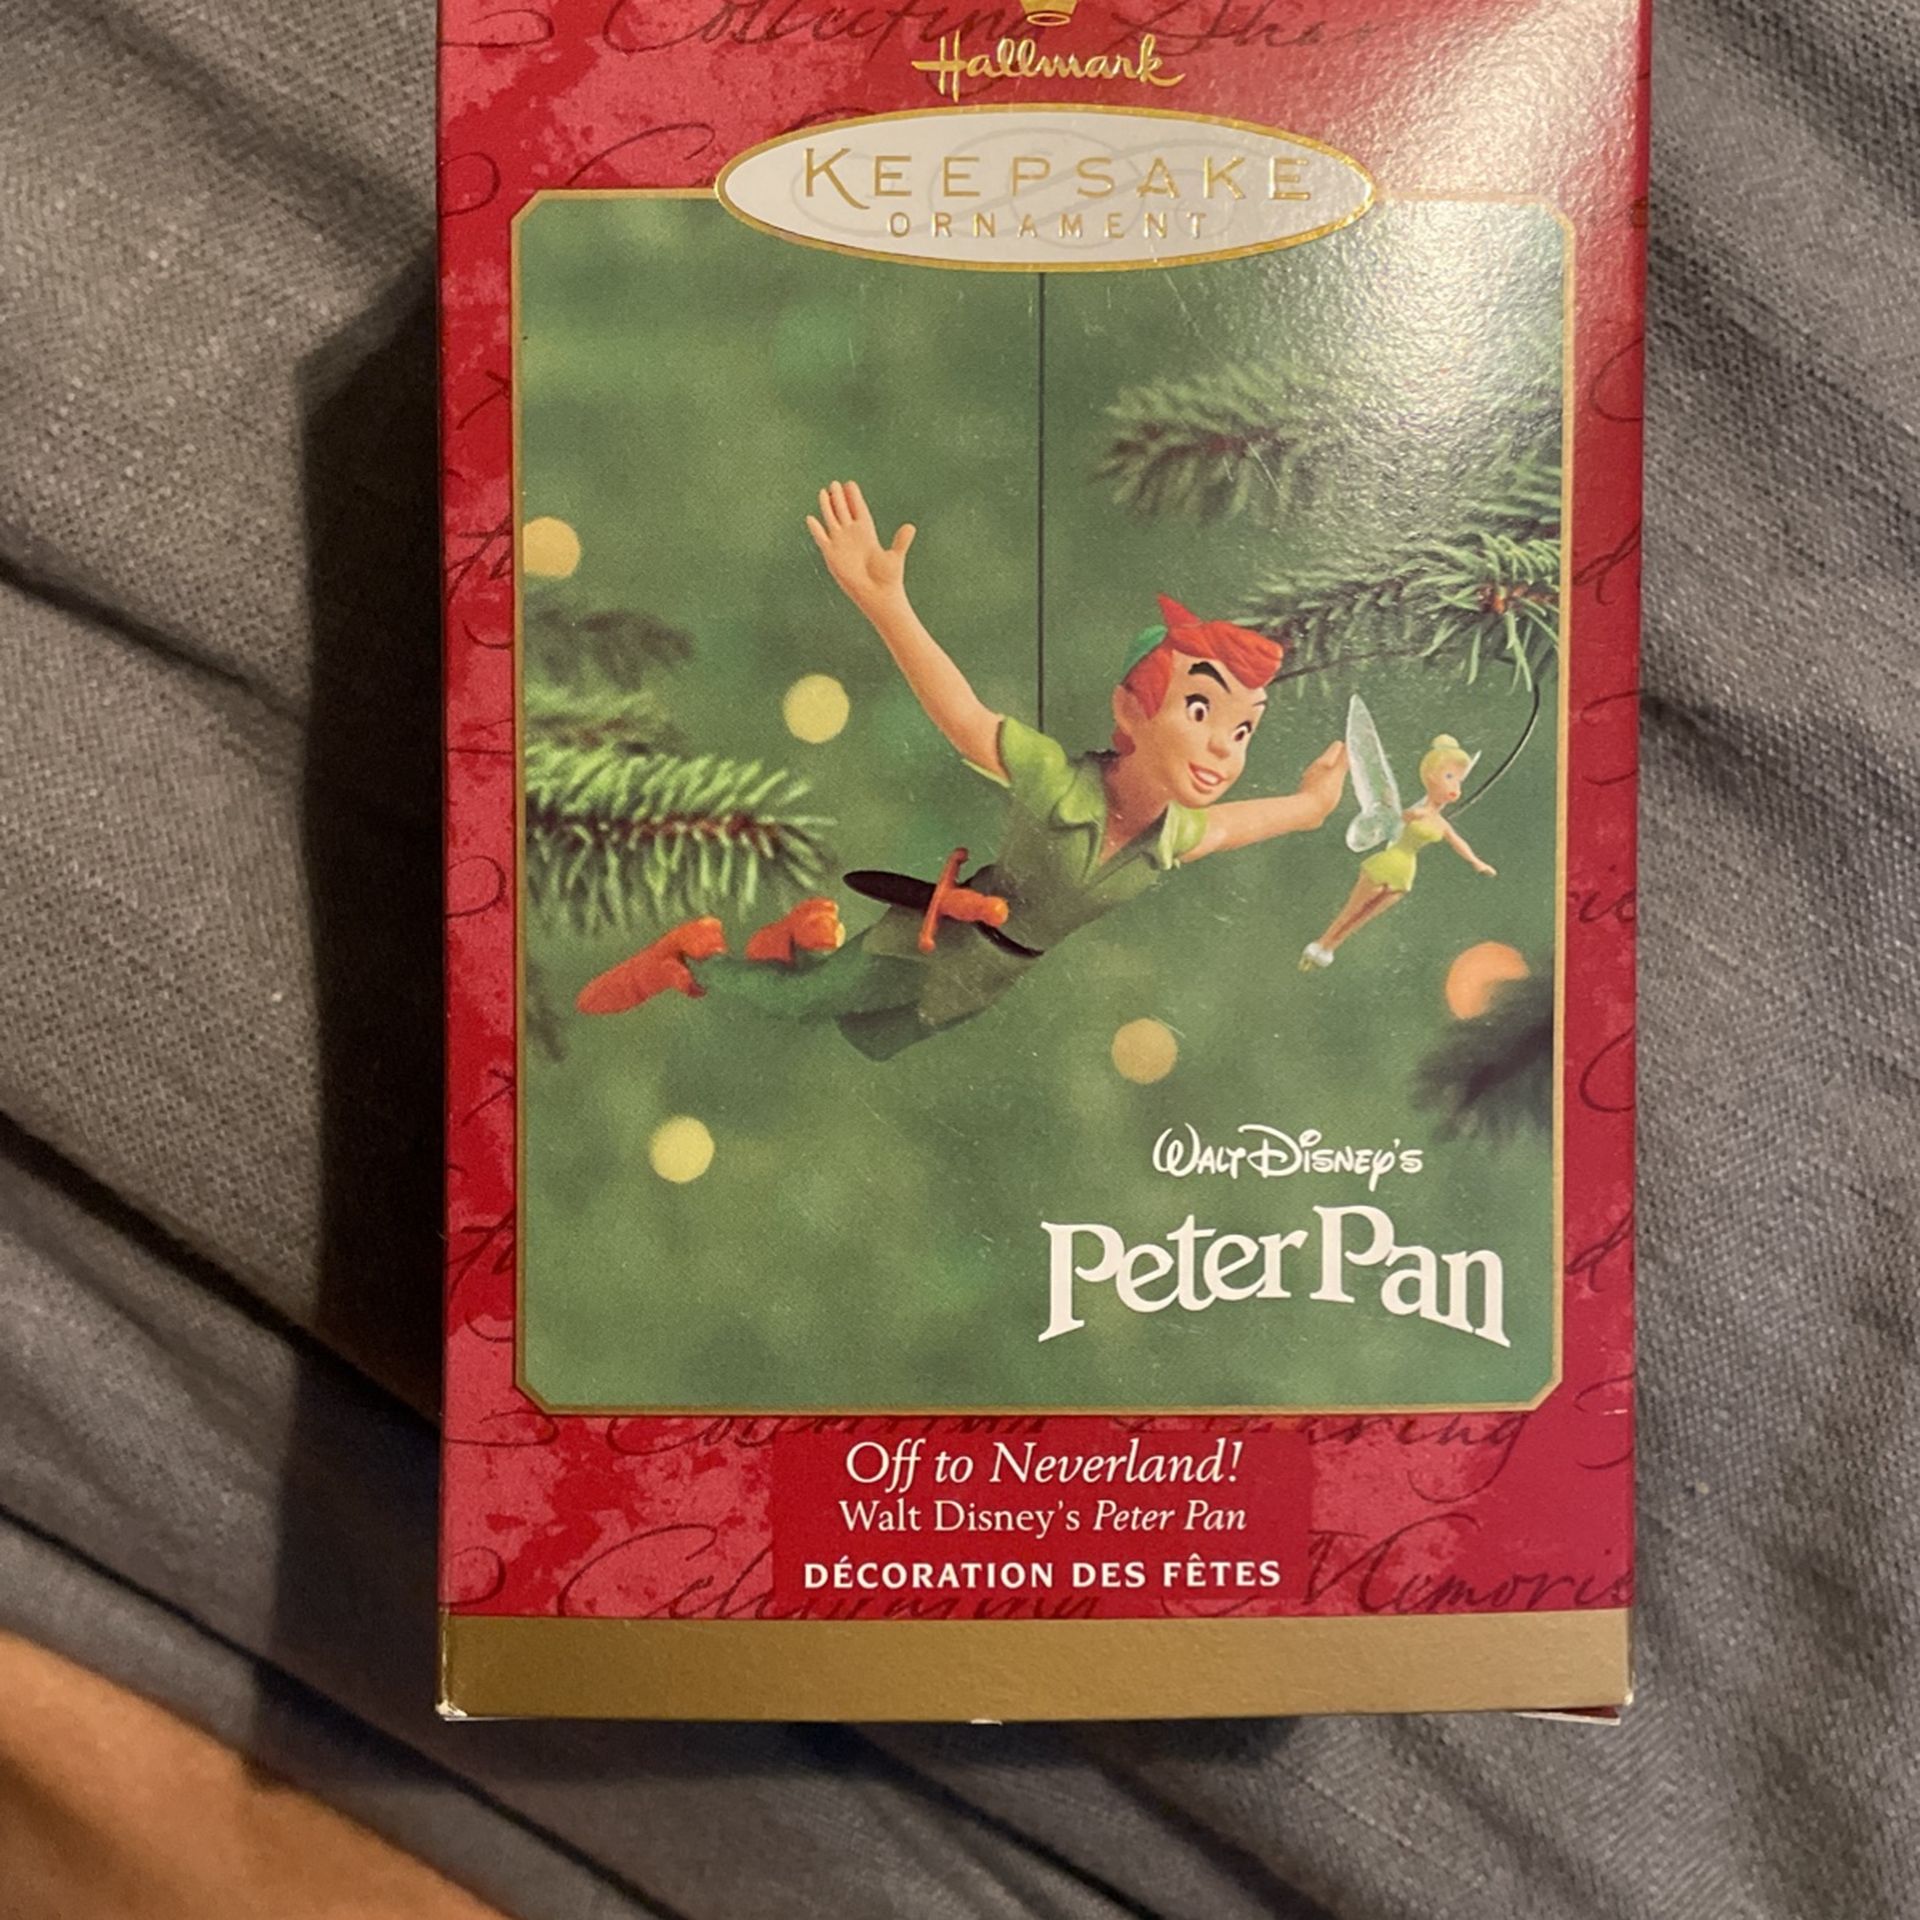 Hallmark
KEEPSAKE
ORNAMENT
WALT DISNEY'S
Peter Pan
Off to Neverland!
Walt Disney's Peter Pan
DÉCORATION DES FÊTES